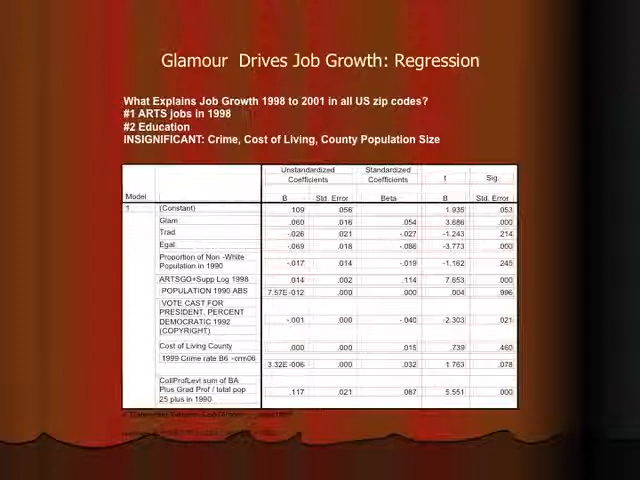 Glamour Drives Job Growth: Regression
What Explains Job Growth 1998 to 2001 in all US zip codes?
#1 ARTS jobs in 1998
#2 Education
INSIGNIFICANT: Crime, Cost of Living, County Population Size
Unstandardized Coefficients Standardized Coefficients t Sig.
Model B Std. Error Beta B Std. Error
1 (Constant) .109 .056 1.935 .053
Glam .060 .016 .054 3.686 .000
Trad -.026 .021 -.027 -1.243 .214
Egal -.069 .018 -.086 -3.773 .000
Proportion of Non -White
Population in 1990 -.017 .014 -.019 -1.162 .245
ARTSGO+Supp Log 1998 .014 .002 .114 7.653 .000
POPULATION 1990 ABS 7.57E-012 .000 .000 .004 .996
VOTE CAST FOR
PRESIDENT, PERCENT
DEMOCRATIC 1992
(COPYRIGHT) -.001 .000 -.040 -2.303 .021
Cost of Living County .000 .000 .015 .739 .460
1999 Crime rate B6 -crm06
3.32E-006 .000 .032 1.763 .078
CollProfLevl sum of BA
Plus Grad Prof / total pop
25 plus in 1990 .117 .021 .087 5.551 .000